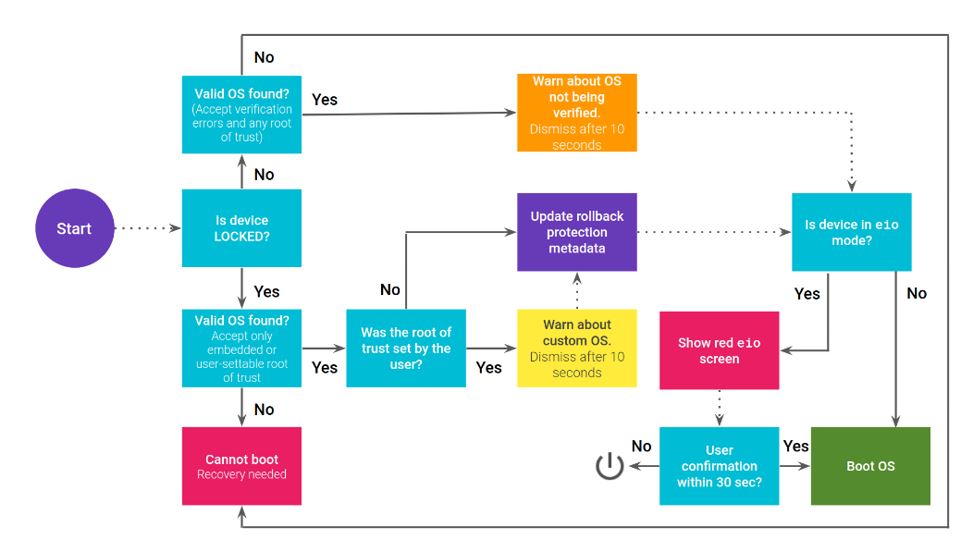 No
Valid OS found?
(Accept verification
errors and any root
of trust)
Yes
Warn about OS
not being
verified.
Dismiss after 10
seconds
No
Start
Is device
LOCKED?
Update rollback
protection
metadata
Is device in eio
mode?
Yes
No
Yes
No
Valid OS found?
Accept only
embedded or
user-settable root
of trust
Yes
Was the root of
trust set by the
user?
Yes
Warn about
custom OS.
Dismiss after 10
seconds
Show red eio
screen
No
Cannot boot
Recovery needed
No
User
confirmation
within 30 sec?
Yes
Boot OS